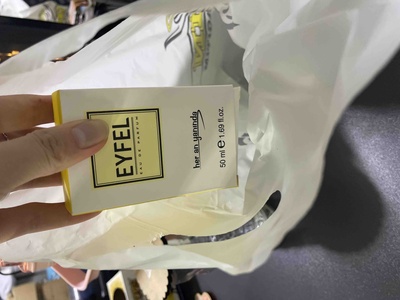 EYFEL
EAU DE PARFUM
her an yanında
50 ml e 1.69 fl.oz.